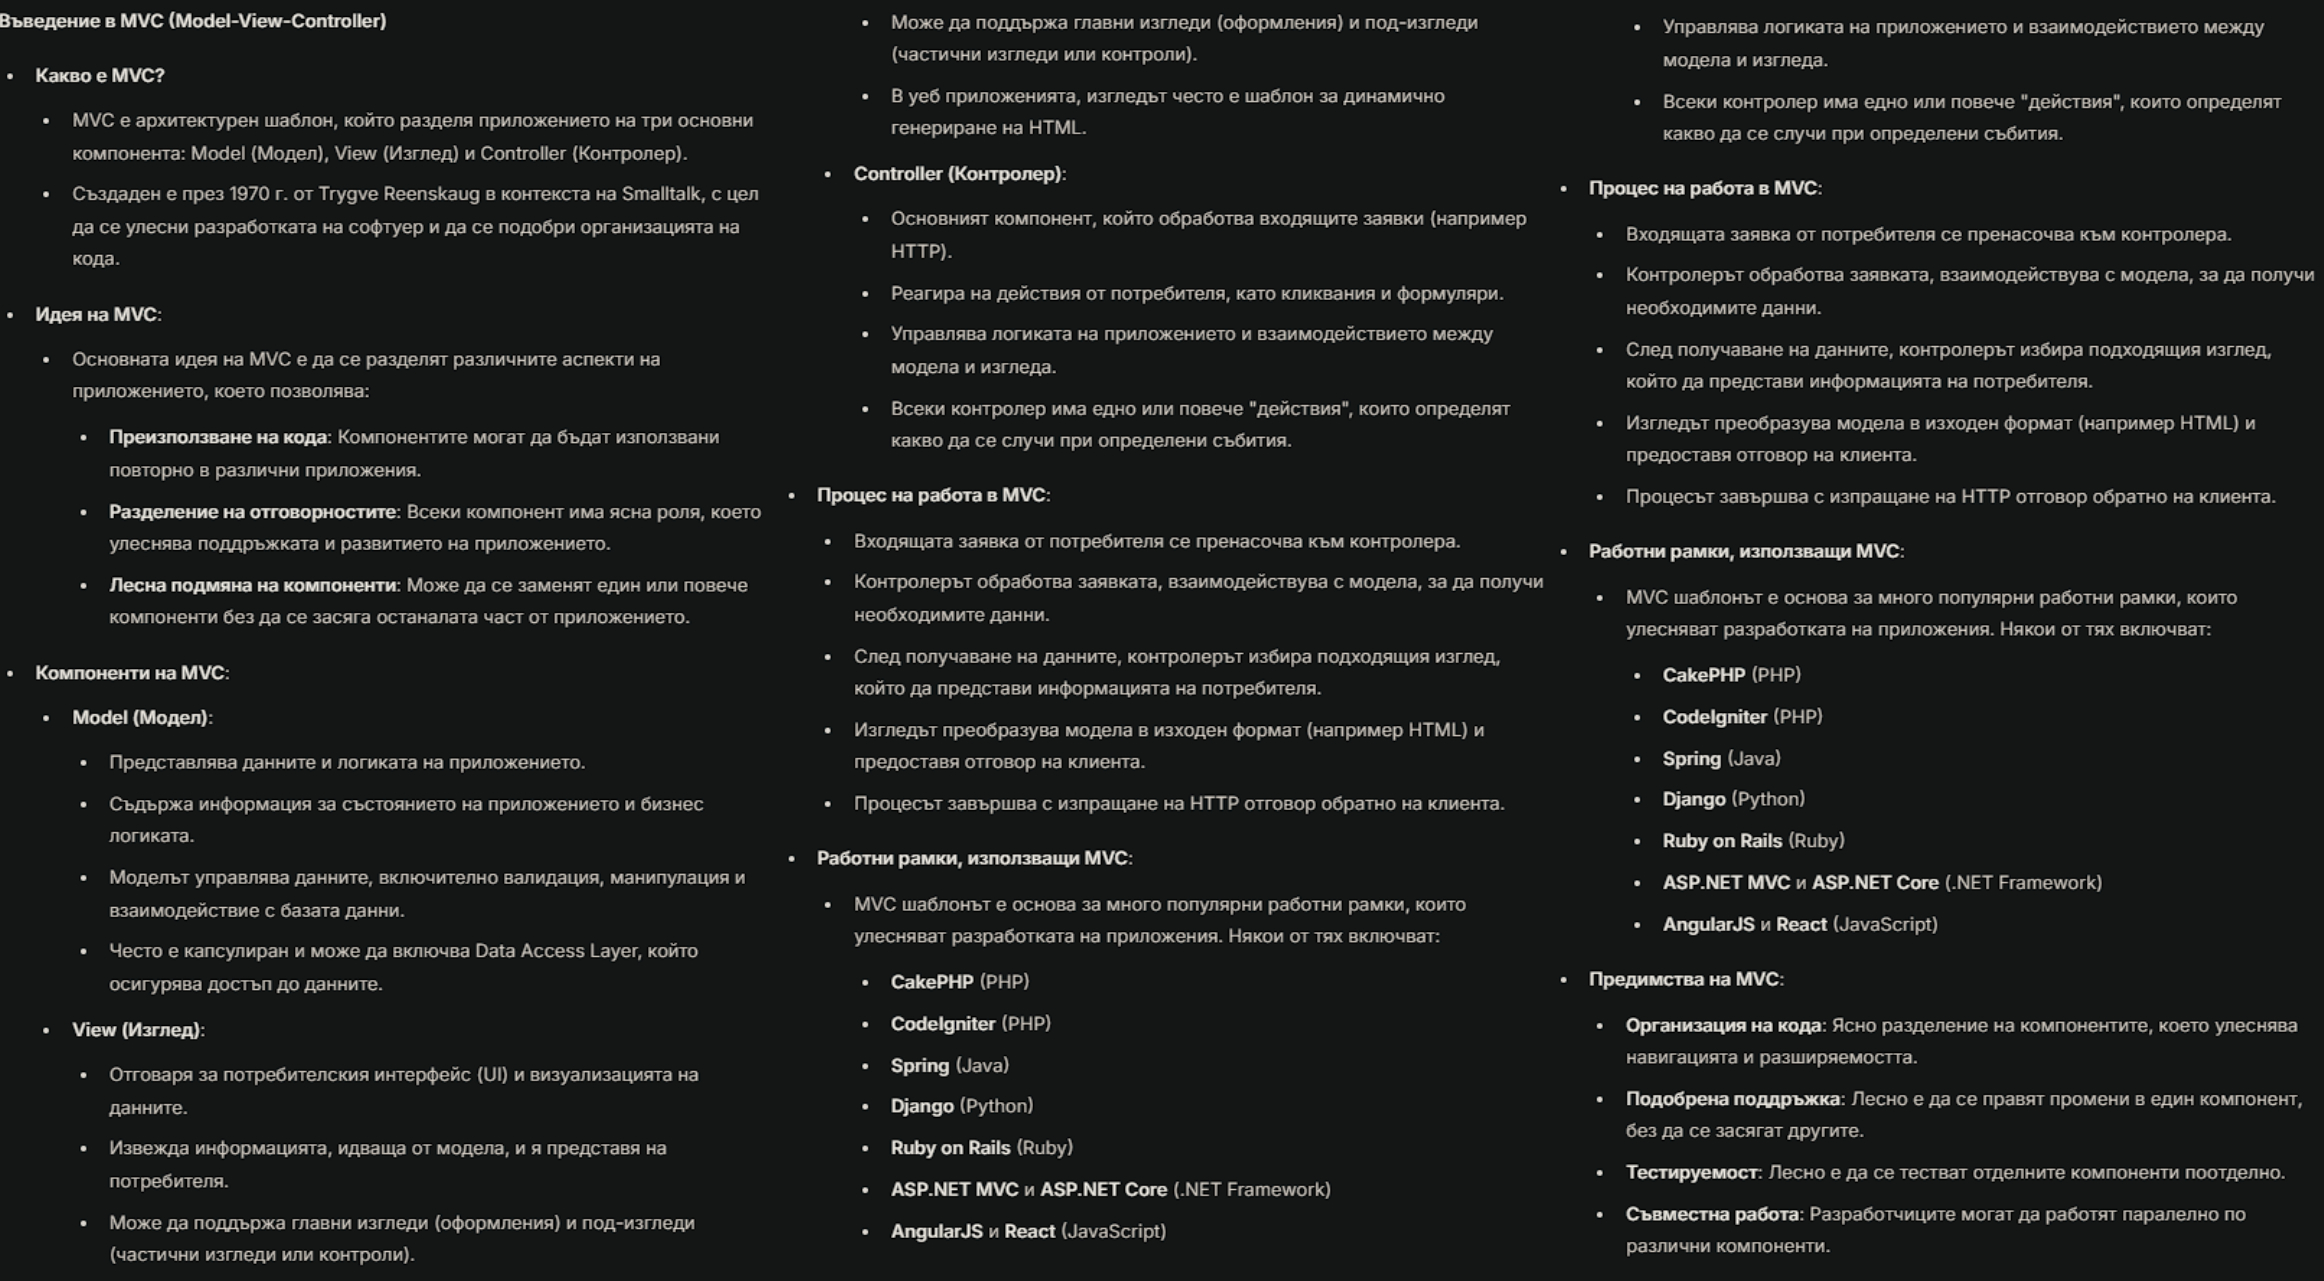 Въведение в MVC (Model-View-Controller)
Какво е MVC?
MVC е архитектурен шаблон, който разделя приложението на три основни
компонента: Model (Модел), View (Изглед) и Controller (Контролер).
Създаден е през 1970 г. от Trygve Reenskaug в контекста на Smalltalk, с цел
да се улесни разработката на софтуер и да се подобри организацията на
кода.
Идея на MVC:
Основната идея на MVC е да се разделят различните аспекти на
приложението, което позволява:
Преизползване на кода: Компонентите могат да бъдат използвани
повторно в различни приложения.
Разделение на отговорностите: Всеки компонент има ясна роля, което
улеснява поддръжката и развитието на приложението.
Лесна подмяна на компоненти: Може да се заменят един или повече
компоненти без да се засяга останалата част от приложението.
Компоненти на MVC:
Model (Модел):
Представлява данните и логиката на приложението.
Съдържа информация за състоянието на приложението и бизнес
логиката.
Моделът управлява данните, включително валидация, манипулация и
взаимодействие с базата данни.
Често е капсулиран и може да включва Data Access Layer, който
осигурява достъп до данните.
View (Изглед):
Отговаря за потребителския интерфейс (UI) и визуализацията на
данните.
Извежда информацията, идваща от модела, и я представя на
потребителя.
Може да поддържа главни изгледи (оформления) и под-изгледи
(частични изгледи или контроли).
Може да поддържа главни изгледи (оформления) и под-изгледи
(частични изгледи или контроли).
В уеб приложенията, изгледът често е шаблон за динамично
генериране на HTML.
Controller (Контролер):
Основният компонент, който обработва входящите заявки (например
HTTP).
Реагира на действия от потребителя, като кликвания и формуляри.
Управлява логиката на приложението и взаимодействието между
модела и изгледа.
Всеки контролер има едно или повече "действия", които определят
какво да се случи при определени събития.
Процес на работа в MVC:
Входящата заявка от потребителя се пренасочва към контролера.
Контролерът обработва заявката, взаимодействува с модела, за да получи
необходимите данни.
След получаване на данните, контролерът избира подходящия изглед,
който да представи информацията на потребителя.
Изгледът преобразува модела в изходен формат (например HTML) и
предоставя отговор на клиента.
Процесът завършва с изпращане на HTTP отговор обратно на клиента.
Работни рамки, използващи MVC:
MVC шаблонът е основа за много популярни работни рамки, които
улесняват разработката на приложения. Някои от тях включват:
CakePHP (PHP)
CodeIgniter (PHP)
Spring (Java)
Django (Python)
Ruby on Rails (Ruby)
ASP.NET MVC и ASP.NET Core (.NET Framework)
AngularJS и React (JavaScript)
Управлява логиката на приложението и взаимодействието между
модела и изгледа.
Всеки контролер има едно или повече "действия", които определят
какво да се случи при определени събития.
Процес на работа в MVC:
Входящата заявка от потребителя се пренасочва към контролера.
Контролерът обработва заявката, взаимодействува с модела, за да получи
необходимите данни.
След получаване на данните, контролерът избира подходящия изглед,
който да представи информацията на потребителя.
Изгледът преобразува модела в изходен формат (например HTML) и
предоставя отговор на клиента.
Процесът завършва с изпращане на HTTP отговор обратно на клиента.
Работни рамки, използващи MVC:
MVC шаблонът е основа за много популярни работни рамки, които
улесняват разработката на приложения. Някои от тях включват:
CakePHP (PHP)
CodeIgniter (PHP)
Spring (Java)
Django (Python)
Ruby on Rails (Ruby)
ASP.NET MVC и ASP.NET Core (.NET Framework)
AngularJS и React (JavaScript)
Предимства на MVC:
Организация на кода: Ясно разделение на компонентите, което улеснява
навигацията и разширяемостта.
Подобрена поддръжка: Лесно е да се правят промени в един компонент,
без да се засягат другите.
Тестируемост: Лесно е да се тестват отделните компоненти поотделно.
Съвместна работа: Разработчиците могат да работят паралелно по
различни компоненти.